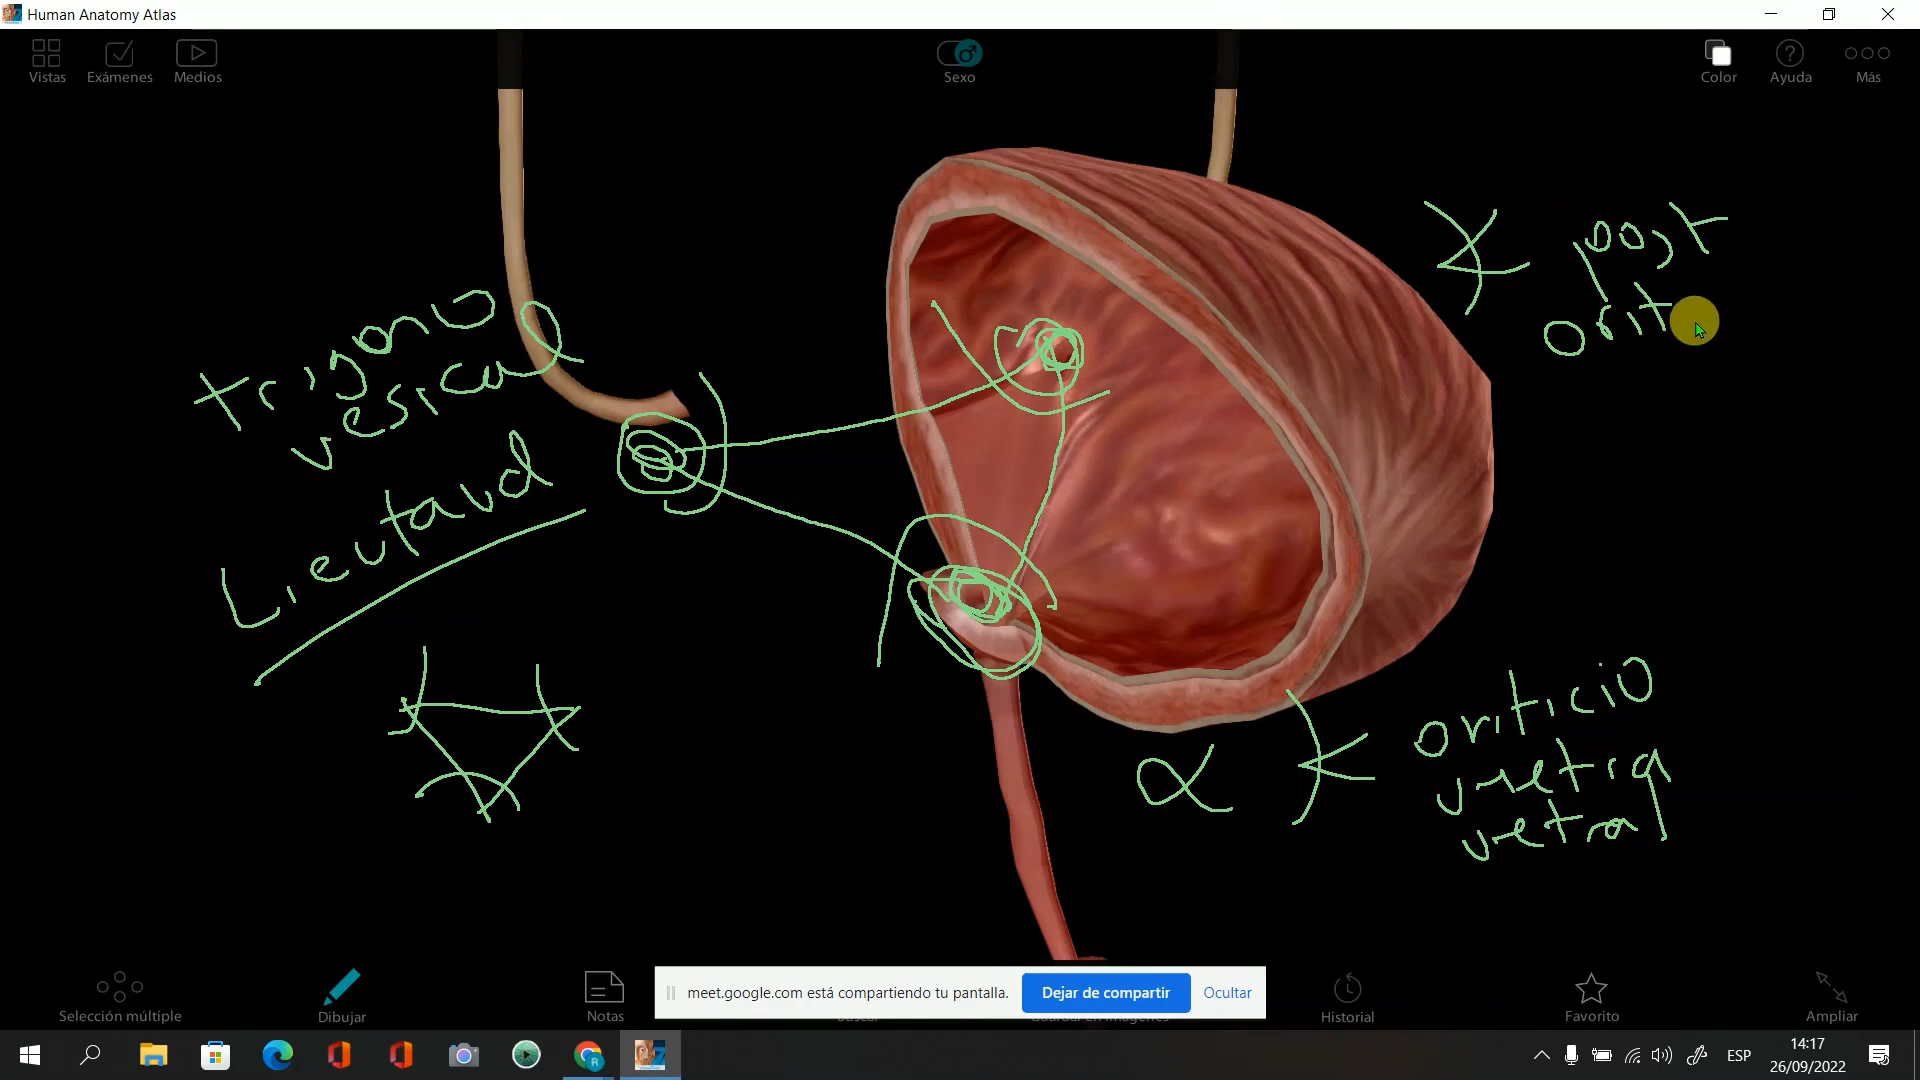 Human Anatomy Atlas
Vistas
Exámenes
Medios
Sexo
Color
Ayuda
Más
trigono
vesical
Lieutaud
post
orit
α
orificio
uretra
vetral
Selección múltiple
Dibujar
Notas
meet.google.com está compartiendo tu pantalla.
Dejar de compartir
Ocultar
Historial
Favorito
Ampliar
ESP
14:17
26/09/2022